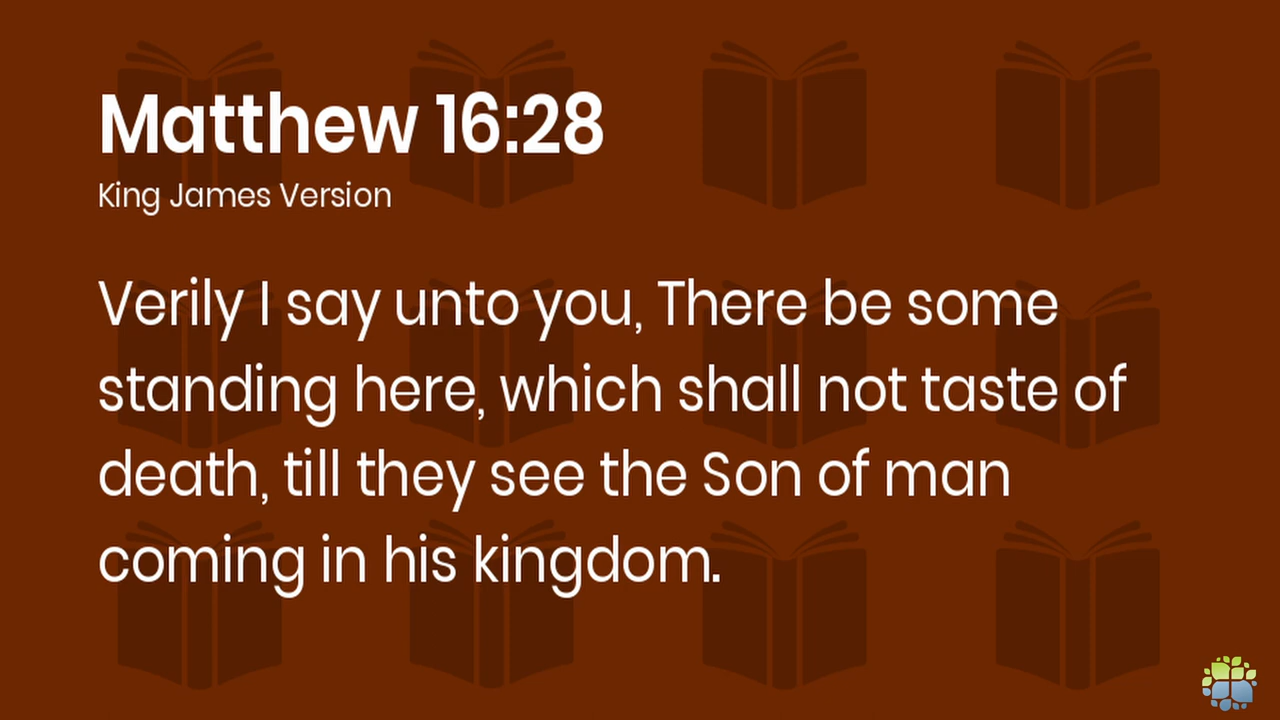 Matthew 16:28
King James Version
Verily I say unto you, There be some
standing here, which shall not taste of
death, till they see the Son of man
coming in his kingdom.